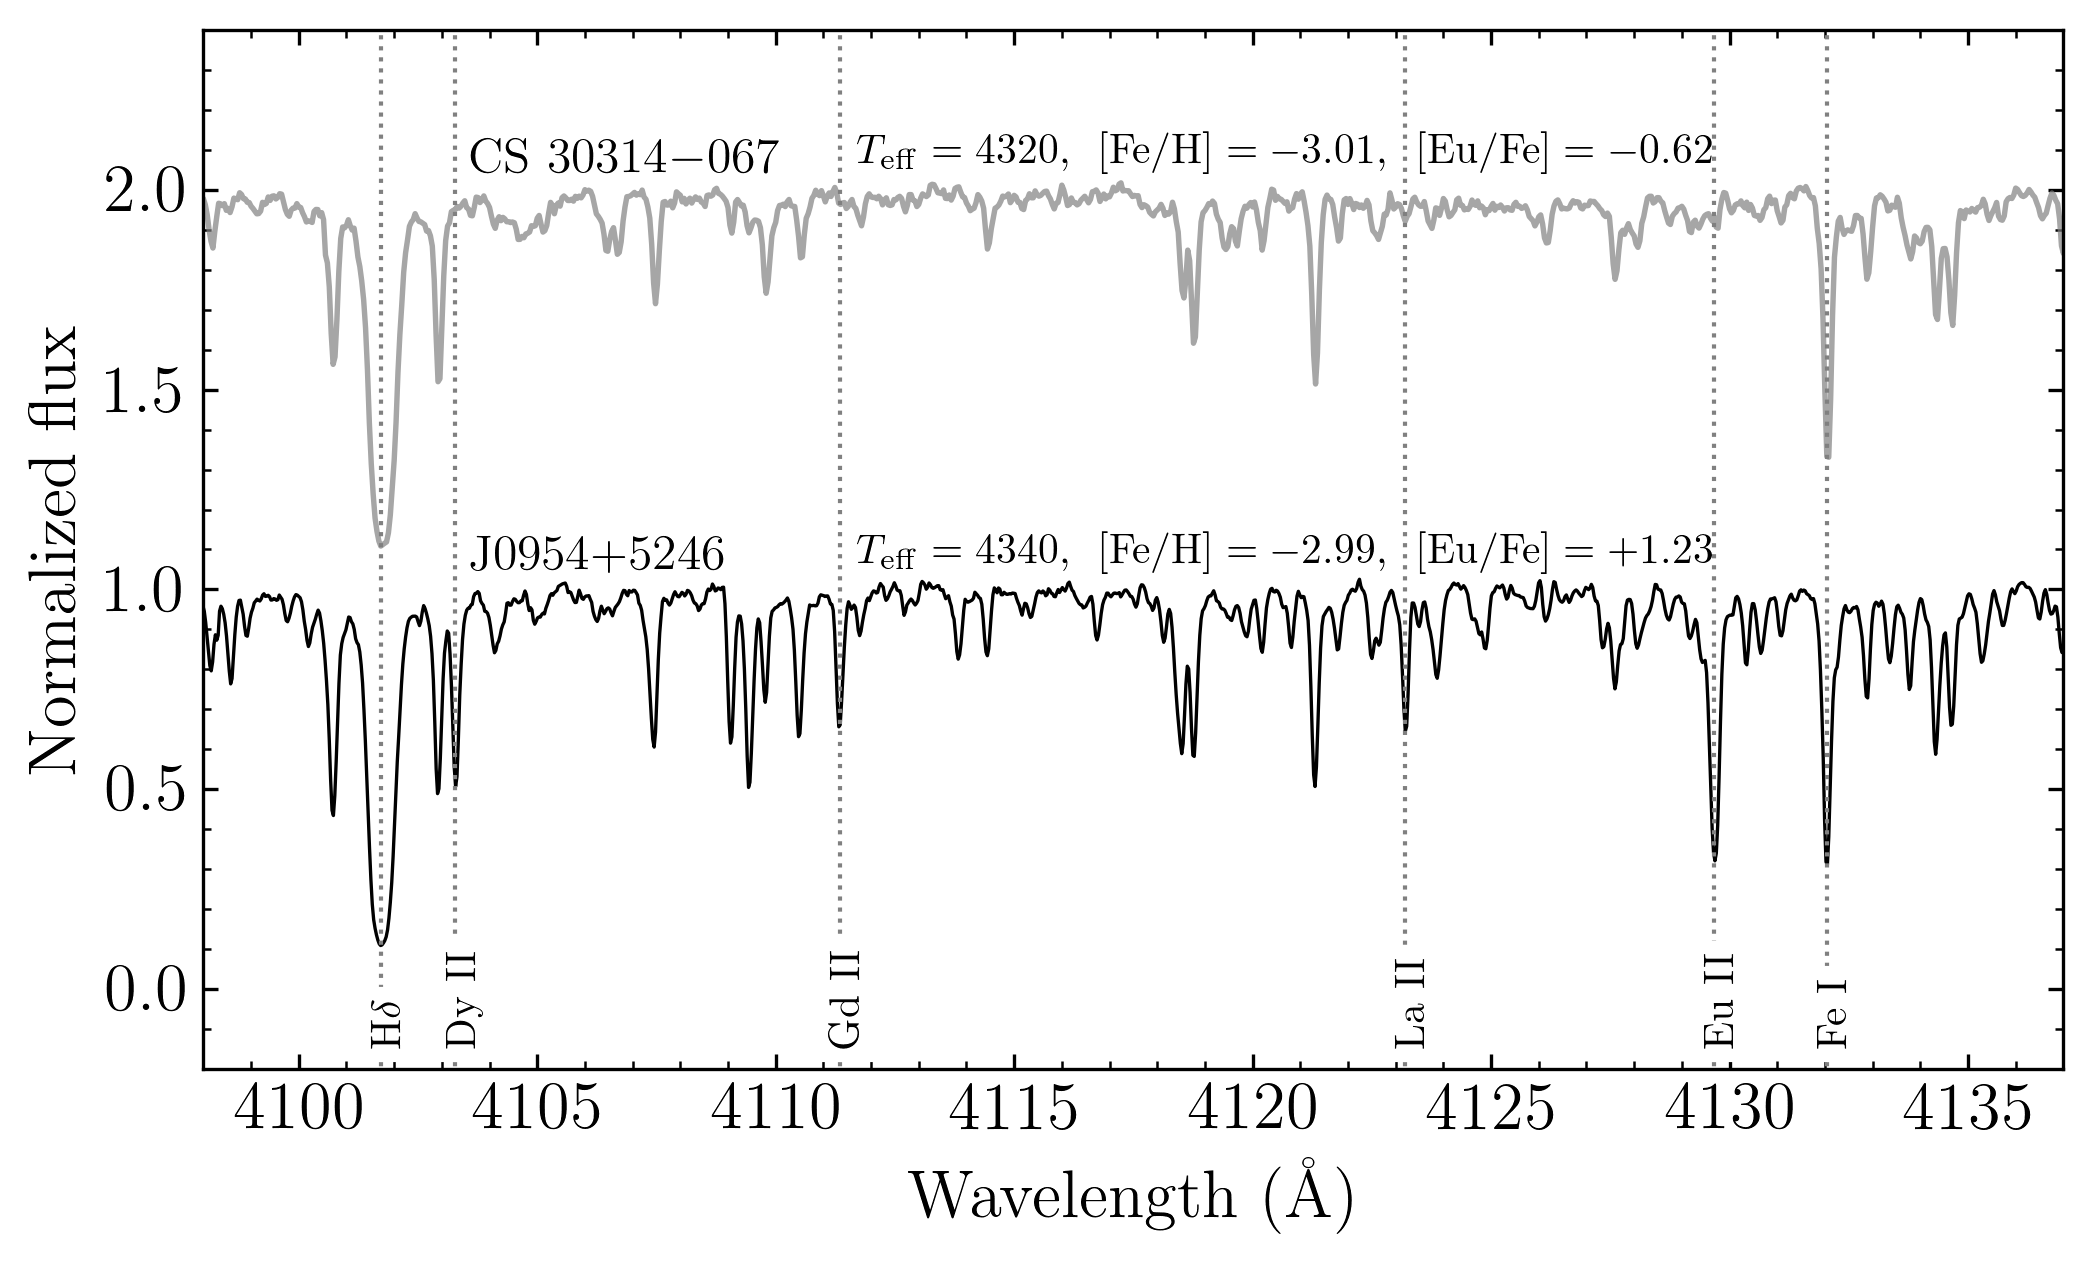 CS 30314−067 T_eff = 4320, [Fe/H] = −3.01, [Eu/Fe] = −0.62
2.0
1.5
J0954+5246 T_eff = 4340, [Fe/H] = −2.99, [Eu/Fe] = +1.23
1.0
0.5
0.0
Normalized flux
Hδ
Dy II
Gd II
La II
Eu II
Fe I
4100 4105 4110 4115 4120 4125 4130 4135
Wavelength (Å)